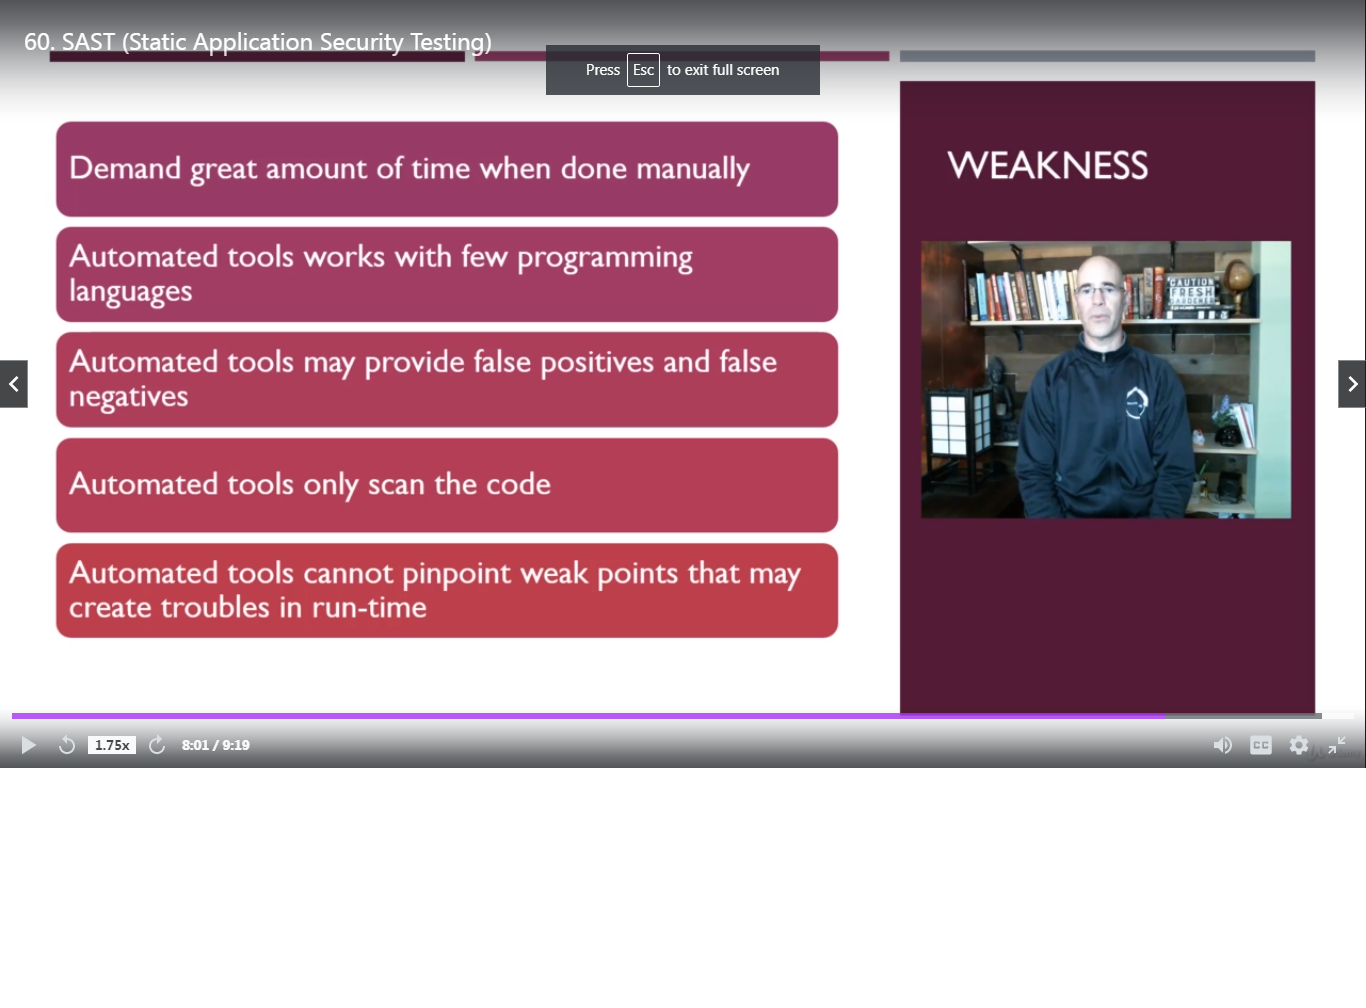 60. SAST (Static Application Security Testing)
Press Esc to exit full screen
Demand great amount of time when done manually
Automated tools works with few programming
languages
Automated tools may provide false positives and false
negatives
Automated tools only scan the code
Automated tools cannot pinpoint weak points that may
create troubles in run-time
WEAKNESS
CAUTION
FRESH
GARDENER
1.75x
8:01 / 9:19
CC